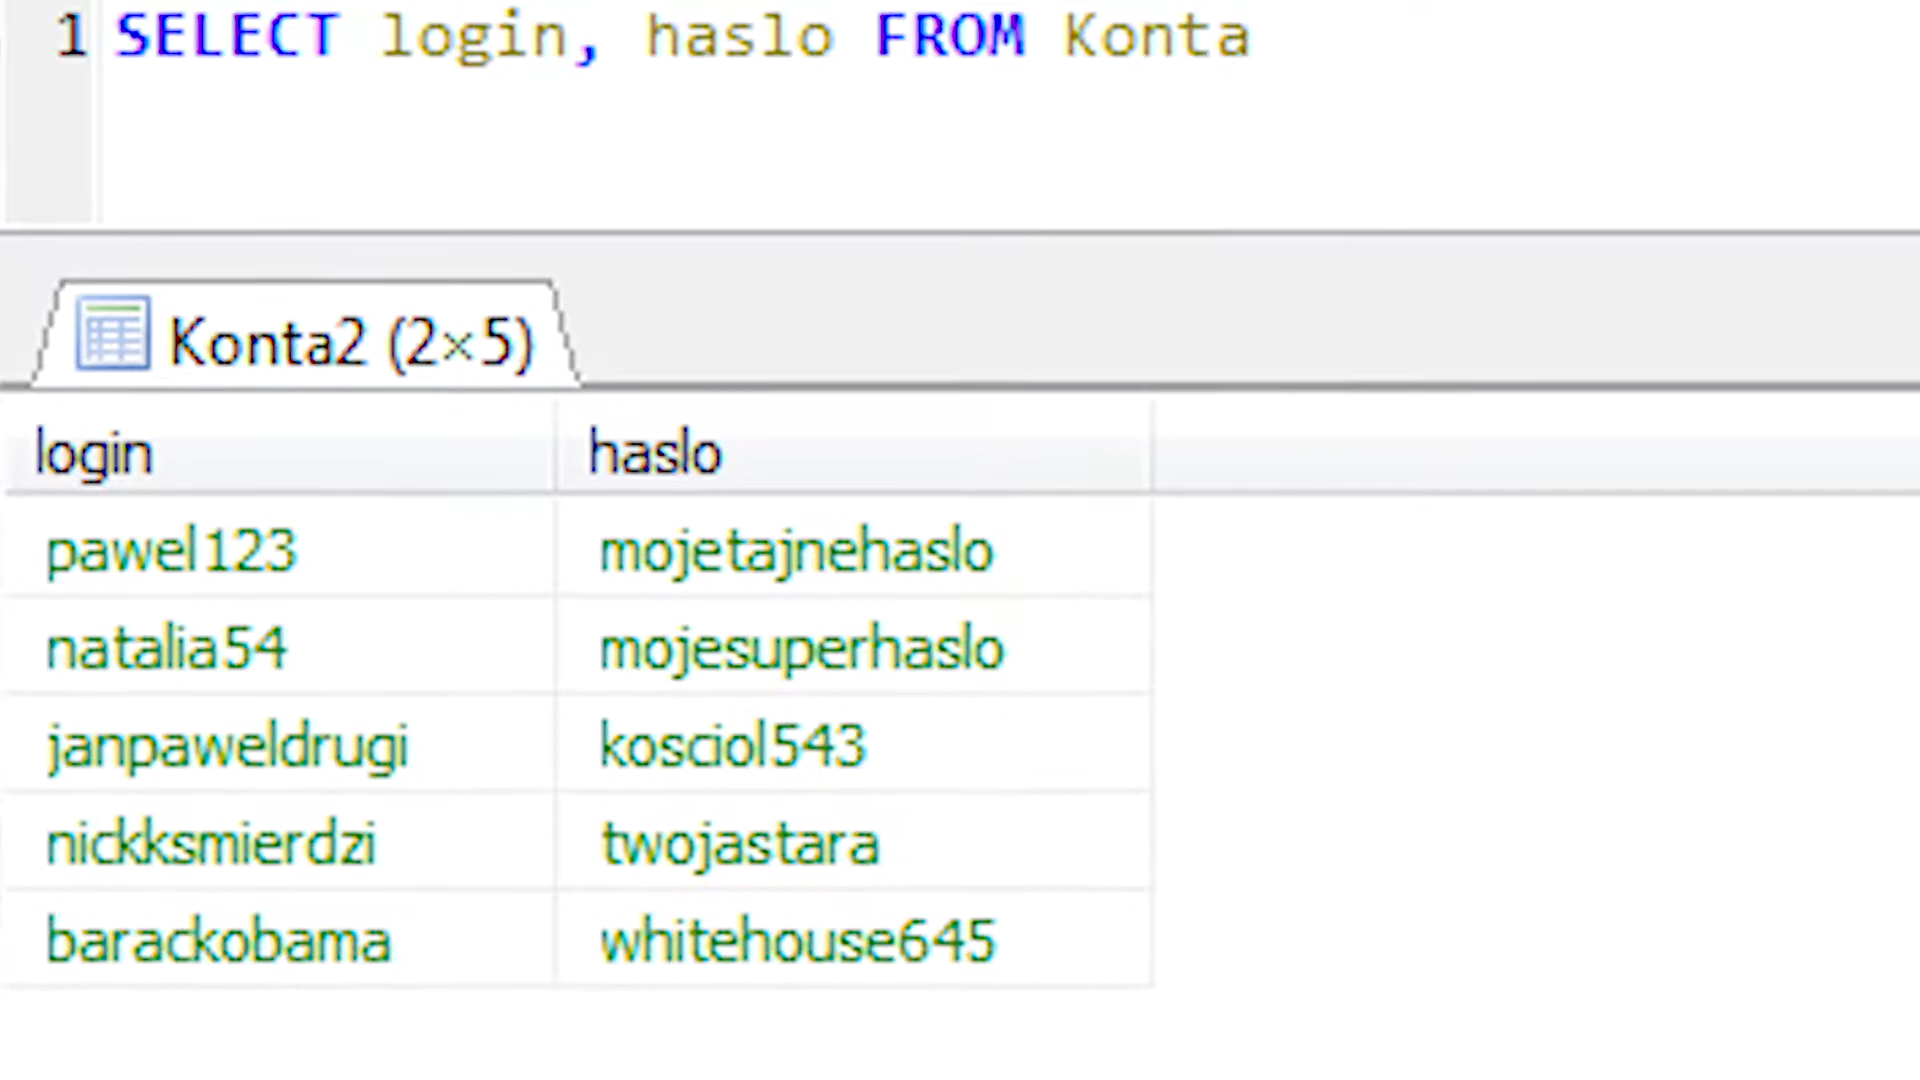 1 SELECT login, haslo FROM Konta
Konta2 (2×5)
login haslo
pawel123 mojetajnehaslo
natalia54 mojesuperhaslo
janpaweldrugi kosciol543
nickksmierdzi twojastara
barackobama whitehouse645